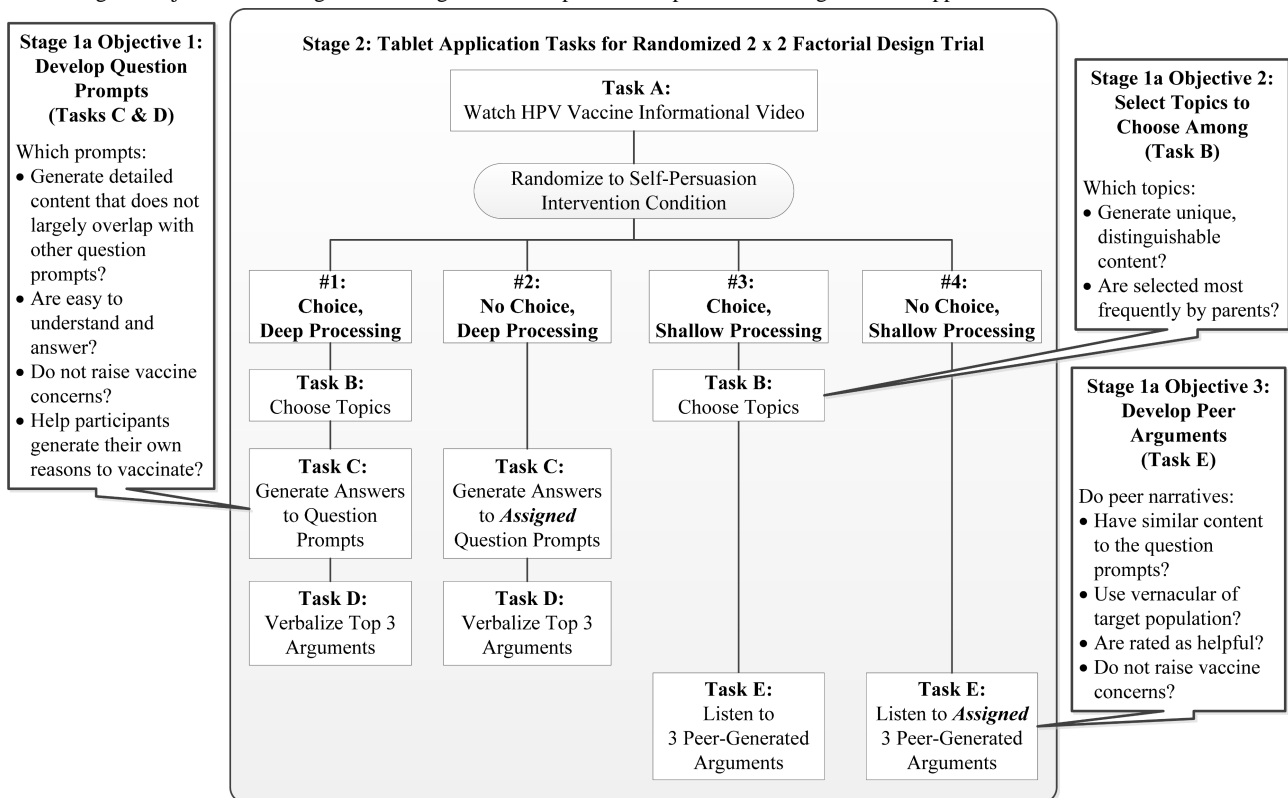 Stage 1a Objective 1:
Develop Question
Prompts
(Tasks C & D)
Which prompts:
• Generate detailed
content that does not
largely overlap with
other question
prompts?
• Are easy to
understand and
answer?
• Do not raise vaccine
concerns?
• Help participants
generate their own
reasons to vaccinate?
Stage 2: Tablet Application Tasks for Randomized 2 x 2 Factorial Design Trial
Task A:
Watch HPV Vaccine Informational Video
Randomize to Self-Persuasion
Intervention Condition
#1:
Choice,
Deep Processing
#2:
No Choice,
Deep Processing
#3:
Choice,
Shallow Processing
#4:
No Choice,
Shallow Processing
Task B:
Choose Topics
Task B:
Choose Topics
Task C:
Generate Answers
to Question
Prompts
Task C:
Generate Answers
to Assigned
Question Prompts
Task D:
Verbalize Top 3
Arguments
Task D:
Verbalize Top 3
Arguments
Task E:
Listen to
3 Peer-Generated
Arguments
Task E:
Listen to Assigned
3 Peer-Generated
Arguments
Stage 1a Objective 2:
Select Topics to
Choose Among
(Task B)
Which topics:
• Generate unique,
distinguishable
content?
• Are selected most
frequently by parents?
Stage 1a Objective 3:
Develop Peer
Arguments
(Task E)
Do peer narratives:
• Have similar content
to the question
prompts?
• Use vernacular of
target population?
• Are rated as helpful?
• Do not raise vaccine
concerns?